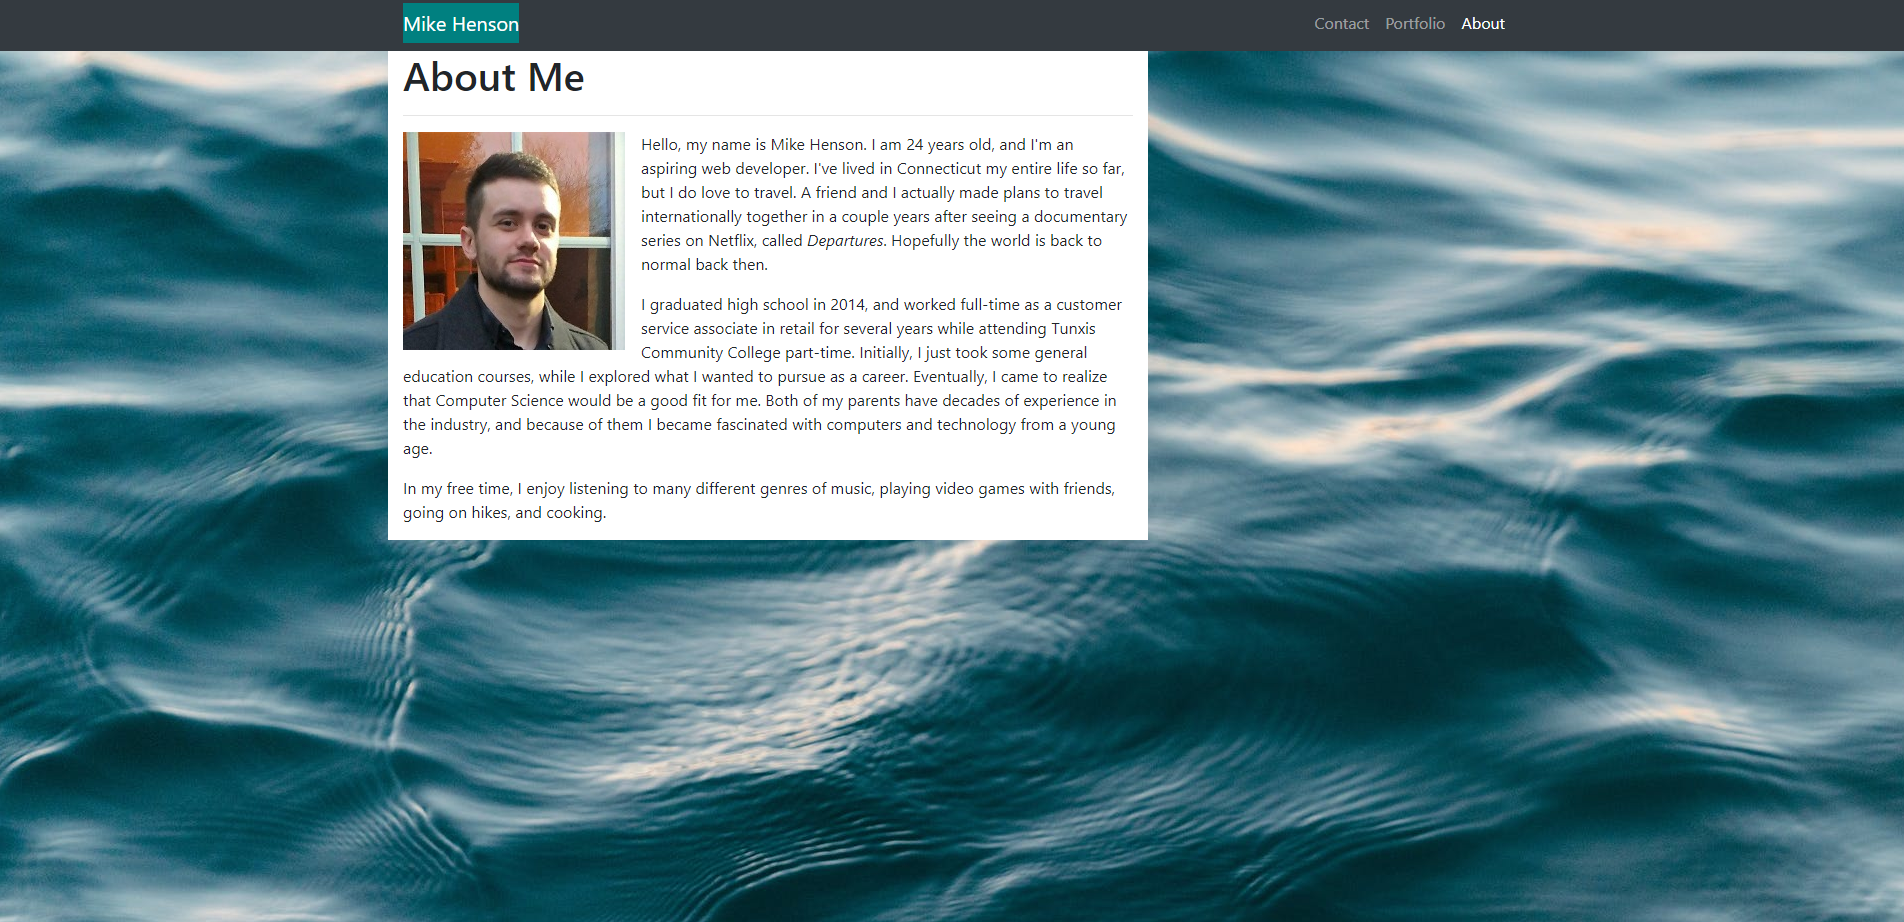 Mike Henson
Contact Portfolio About
About Me
Hello, my name is Mike Henson. I am 24 years old, and I'm an
aspiring web developer. I've lived in Connecticut my entire life so far,
but I do love to travel. A friend and I actually made plans to travel
internationally together in a couple years after seeing a documentary
series on Netflix, called Departures. Hopefully the world is back to
normal back then.
I graduated high school in 2014, and worked full-time as a customer
service associate in retail for several years while attending Tunxis
Community College part-time. Initially, I just took some general
education courses, while I explored what I wanted to pursue as a career. Eventually, I came to realize
that Computer Science would be a good fit for me. Both of my parents have decades of experience in
the industry, and because of them I became fascinated with computers and technology from a young
age.
In my free time, I enjoy listening to many different genres of music, playing video games with friends,
going on hikes, and cooking.